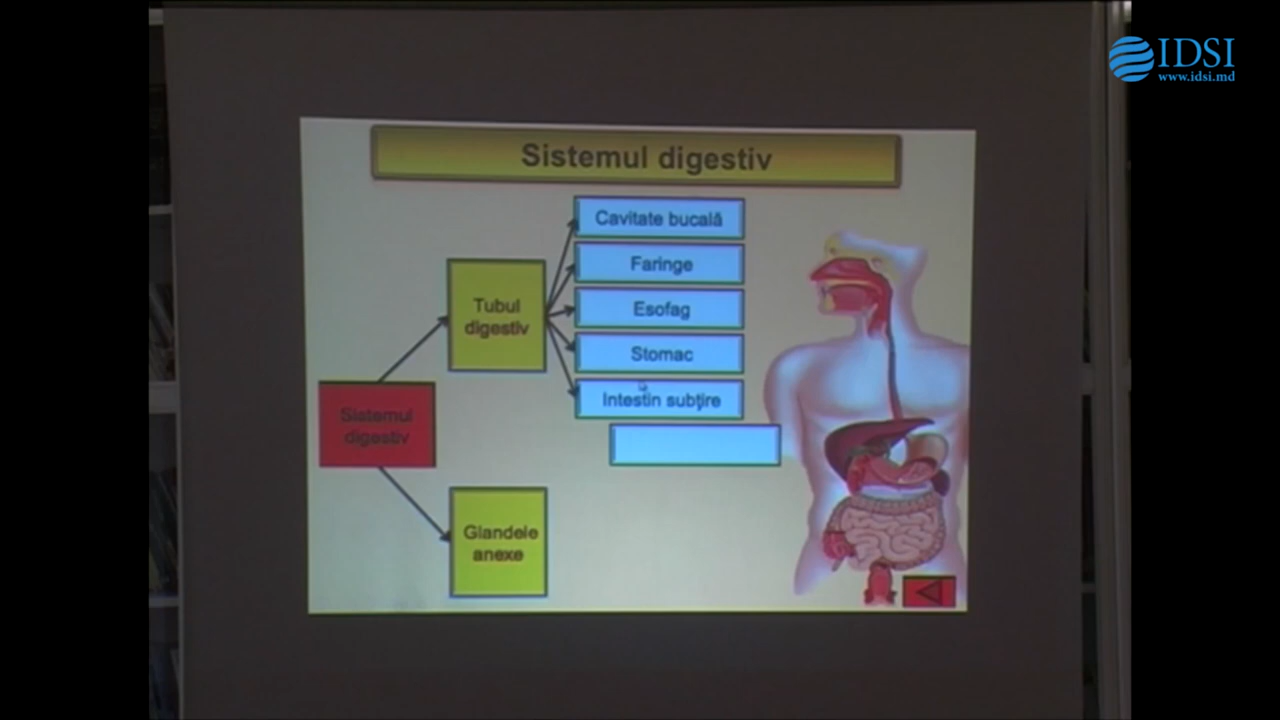 IDSI
www.idsi.md
Sistemul digestiv
Cavitate bucală
Faringe
Esofag
Stomac
Intestin subţire
Tubul
digestiv
Sistemul
digestiv
Glandele
anexe